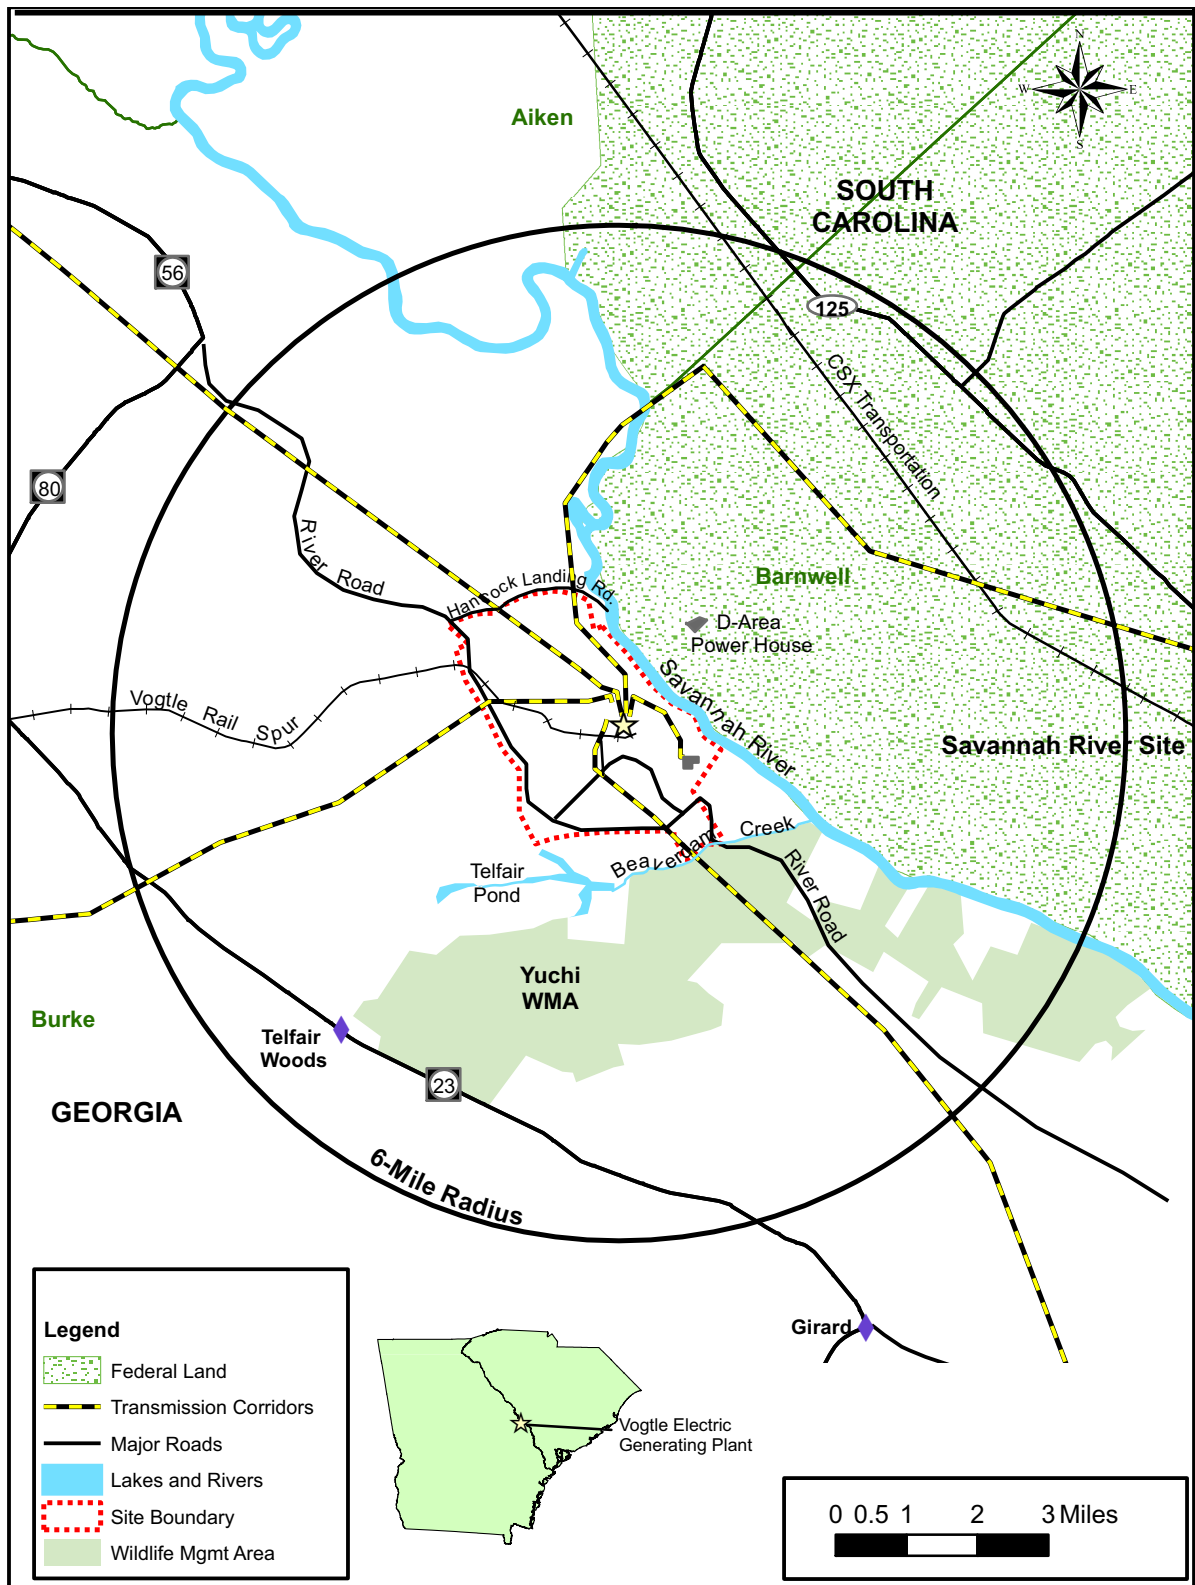 N
W
E
S
Aiken
SOUTH
CAROLINA
56
125
CSX Transportation
80
River Road
Hancock Landing Rd.
Barnwell
D-Area
Power House
Savannah River
Vogtle Rail Spur
Savannah River Site
Beaverdam Creek
Telfair
Pond
River Road
Yuchi
WMA
Burke
Telfair
Woods
23
GEORGIA
6-Mile Radius
Girard
Legend
Federal Land
Transmission Corridors
Major Roads
Lakes and Rivers
Site Boundary
Wildlife Mgmt Area
Vogtle Electric
Generating Plant
0 0.5 1 2 3 Miles